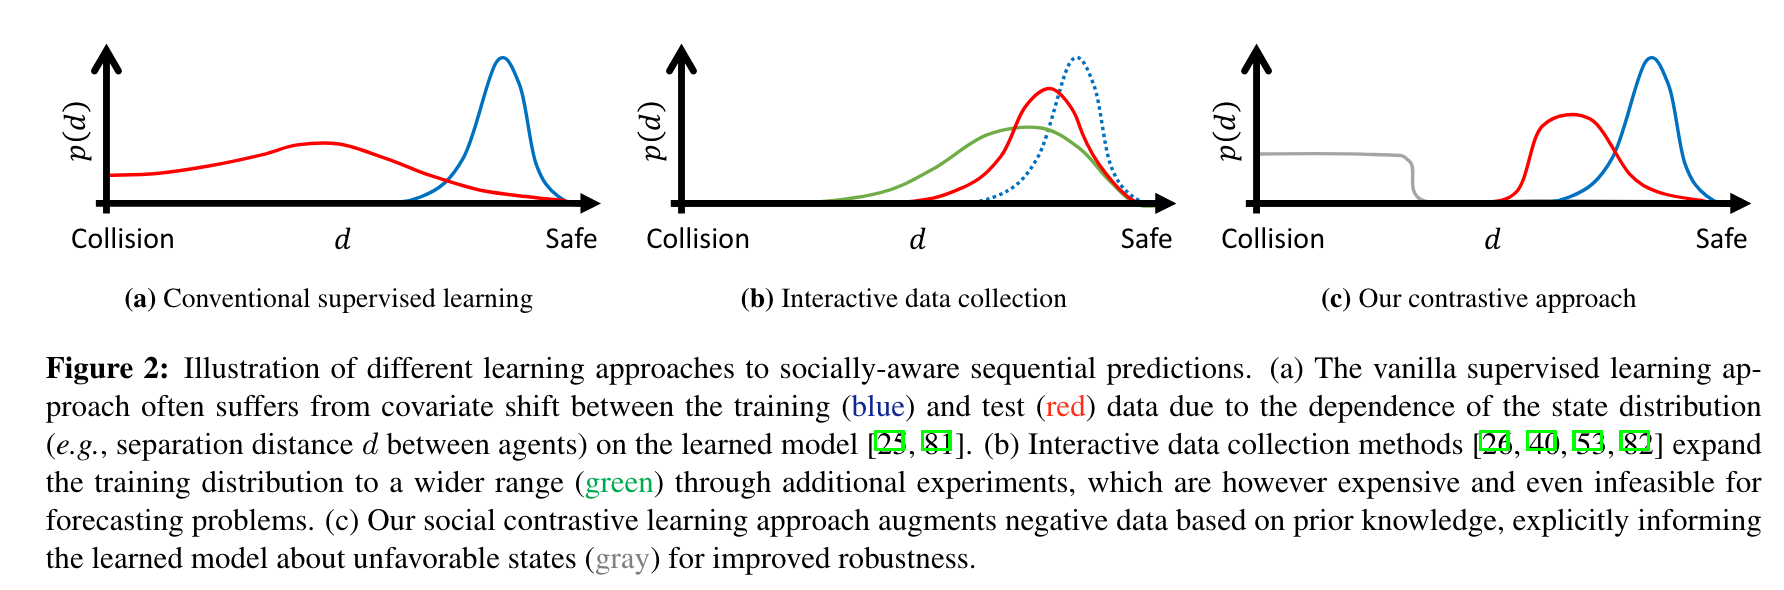 p(d)
Collision d Safe
(a) Conventional supervised learning
p(d)
Collision d Safe
(b) Interactive data collection
p(d)
Collision d Safe
(c) Our contrastive approach
Figure 2: Illustration of different learning approaches to socially-aware sequential predictions. (a) The vanilla supervised learning ap-
proach often suffers from covariate shift between the training (blue) and test (red) data due to the dependence of the state distribution
(e.g., separation distance d between agents) on the learned model [25, 81]. (b) Interactive data collection methods [26, 40, 53, 82] expand
the training distribution to a wider range (green) through additional experiments, which are however expensive and even infeasible for
forecasting problems. (c) Our social contrastive learning approach augments negative data based on prior knowledge, explicitly informing
the learned model about unfavorable states (gray) for improved robustness.